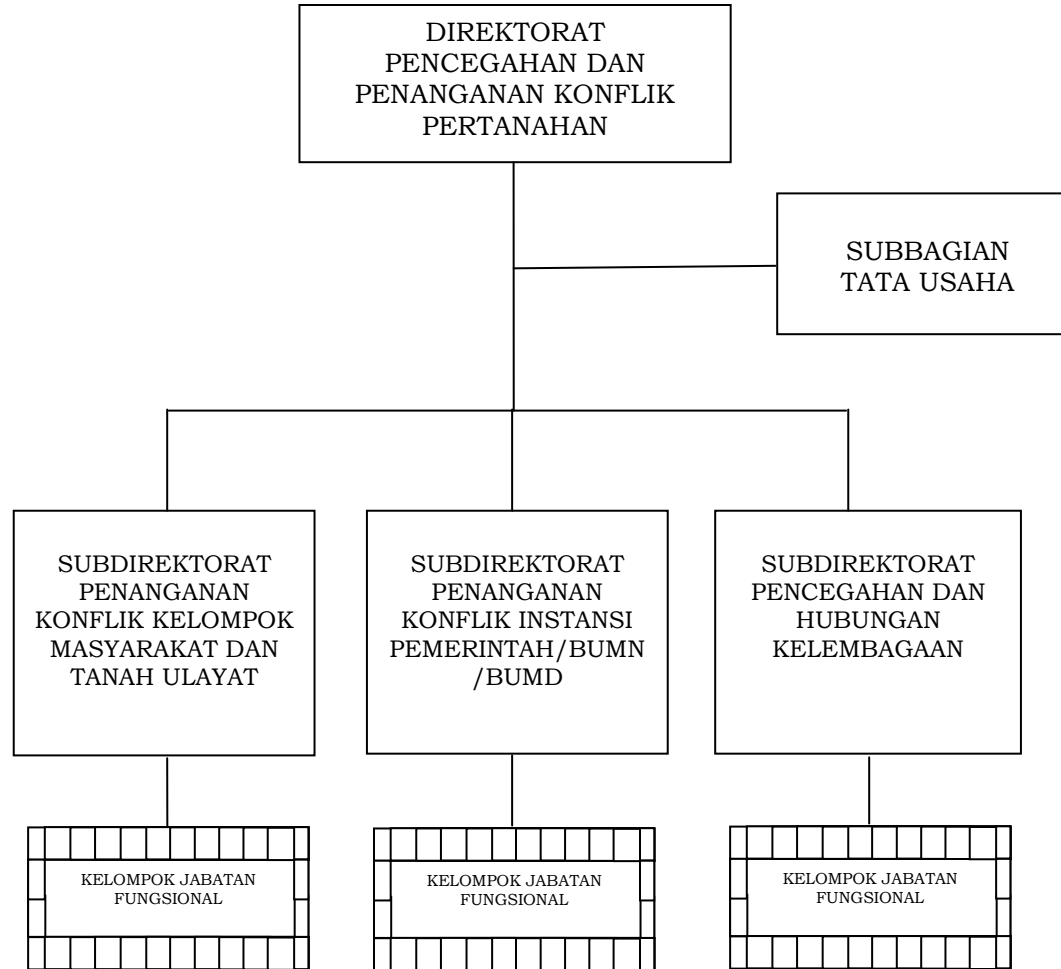 DIREKTORAT
PENCEGAHAN DAN
PENANGANAN KONFLIK
PERTANAHAN
SUBBAGIAN
TATA USAHA
SUBDIREKTORAT
PENANGANAN
KONFLIK KELOMPOK
MASYARAKAT DAN
TANAH ULAYAT
SUBDIREKTORAT
PENANGANAN
KONFLIK INSTANSI
PEMERINTAH/BUMN
/BUMD
SUBDIREKTORAT
PENCEGAHAN DAN
HUBUNGAN
KELEMBAGAAN
KELOMPOK JABATAN
FUNGSIONAL
KELOMPOK JABATAN
FUNGSIONAL
KELOMPOK JABATAN
FUNGSIONAL